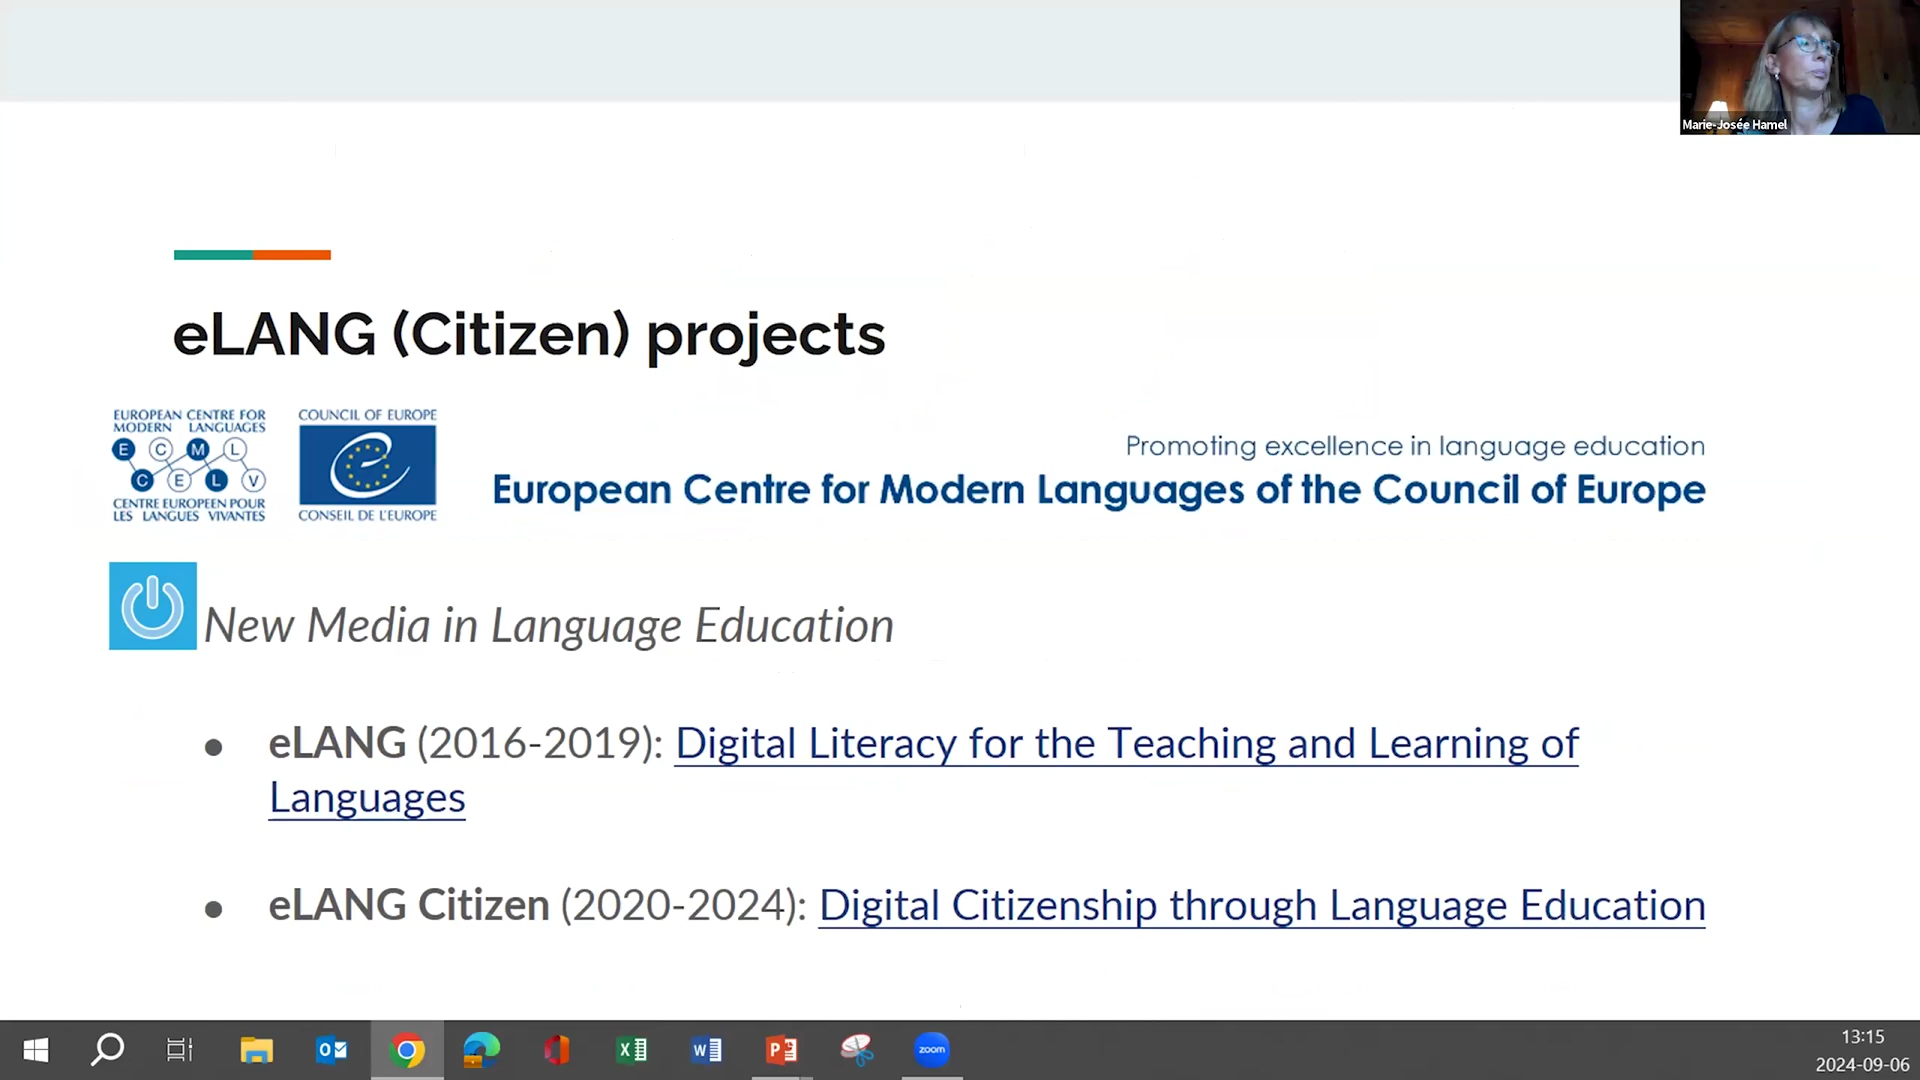 Marie-Josée Hamel
eLANG (Citizen) projects
EUROPEAN CENTRE FOR
MODERN LANGUAGES
E C M L
C E L V
CENTRE EUROPEEN POUR
LES LANGUES VIVANTES
COUNCIL OF EUROPE
CONSEIL DE L'EUROPE
Promoting excellence in language education
European Centre for Modern Languages of the Council of Europe
New Media in Language Education
● eLANG (2016-2019): Digital Literacy for the Teaching and Learning of
Languages
● eLANG Citizen (2020-2024): Digital Citizenship through Language Education
zoom
13:15
2024-09-06